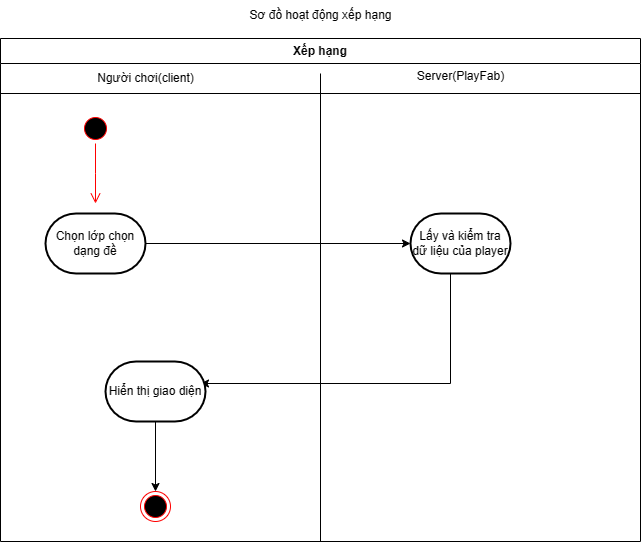 Sơ đồ hoạt động xếp hạng
Xếp hạng
Người chơi(client)
Server(PlayFab)
Chọn lớp chọn
dạng đề
Lấy và kiểm tra
dữ liệu của player
Hiển thị giao diện